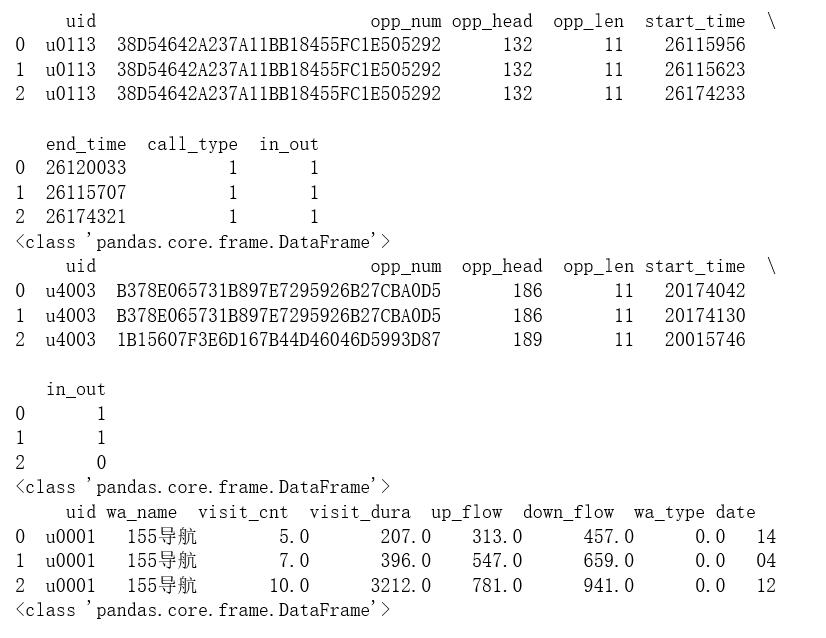 uid opp_num opp_head opp_len start_time \
0 u0113 38D54642A237A11BB18455FC1E505292 132 11 26115956
1 u0113 38D54642A237A11BB18455FC1E505292 132 11 26115623
2 u0113 38D54642A237A11BB18455FC1E505292 132 11 26174233
end_time call_type in_out
0 26120033 1 1
1 26115707 1 1
2 26174321 1 1
<class 'pandas.core.frame.DataFrame'>
uid opp_num opp_head opp_len start_time \
0 u4003 B378E065731B897E7295926B27CBA0D5 186 11 20174042
1 u4003 B378E065731B897E7295926B27CBA0D5 186 11 20174130
2 u4003 1B15607F3E6D167B44D46046D5993D87 189 11 20015746
in_out
0 1
1 1
2 0
<class 'pandas.core.frame.DataFrame'>
uid wa_name visit_cnt visit_dura up_flow down_flow wa_type date
0 u0001 155导航 5.0 207.0 313.0 457.0 0.0 14
1 u0001 155导航 7.0 396.0 547.0 659.0 0.0 04
2 u0001 155导航 10.0 3212.0 781.0 941.0 0.0 12
<class 'pandas.core.frame.DataFrame'>